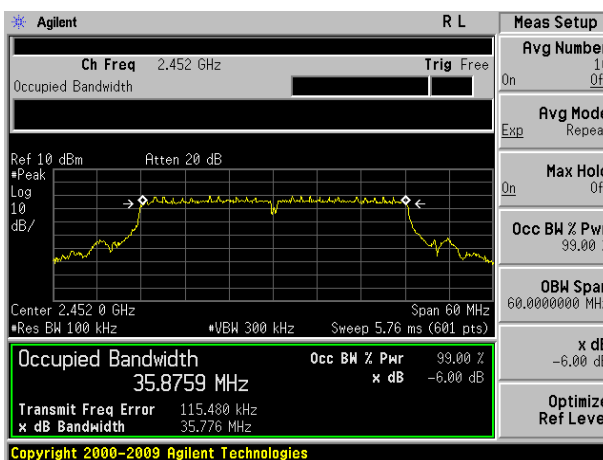 Agilent R L
Ch Freq 2.452 GHz Trig Free
Occupied Bandwidth
Ref 10 dBm Atten 20 dB
#Peak
Log
10
dB/
Center 2.452 0 GHz Span 60 MHz
#Res BW 100 kHz #VBW 300 kHz Sweep 5.76 ms (601 pts)
Occupied Bandwidth Occ BW % Pwr 99.00 %
35.8759 MHz x dB -6.00 dB
Transmit Freq Error 115.480 kHz
x dB Bandwidth 35.776 MHz
Copyright 2000-2009 Agilent Technologies
Meas Setup
Avg Number
10
On Of
Avg Mode
Exp Repea
Max Hold
On Of
Occ BW % Pwr
99.00 %
OBW Span
60.0000000 MH
x dB
-6.00 dB
Optimize
Ref Leve